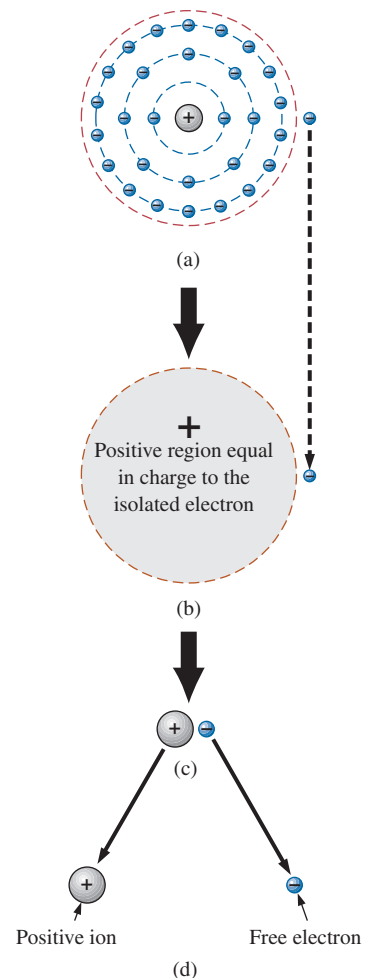 (a)
+
Positive region equal
in charge to the
isolated electron
(b)
+
(c)
+
Positive ion
Free electron
(d)